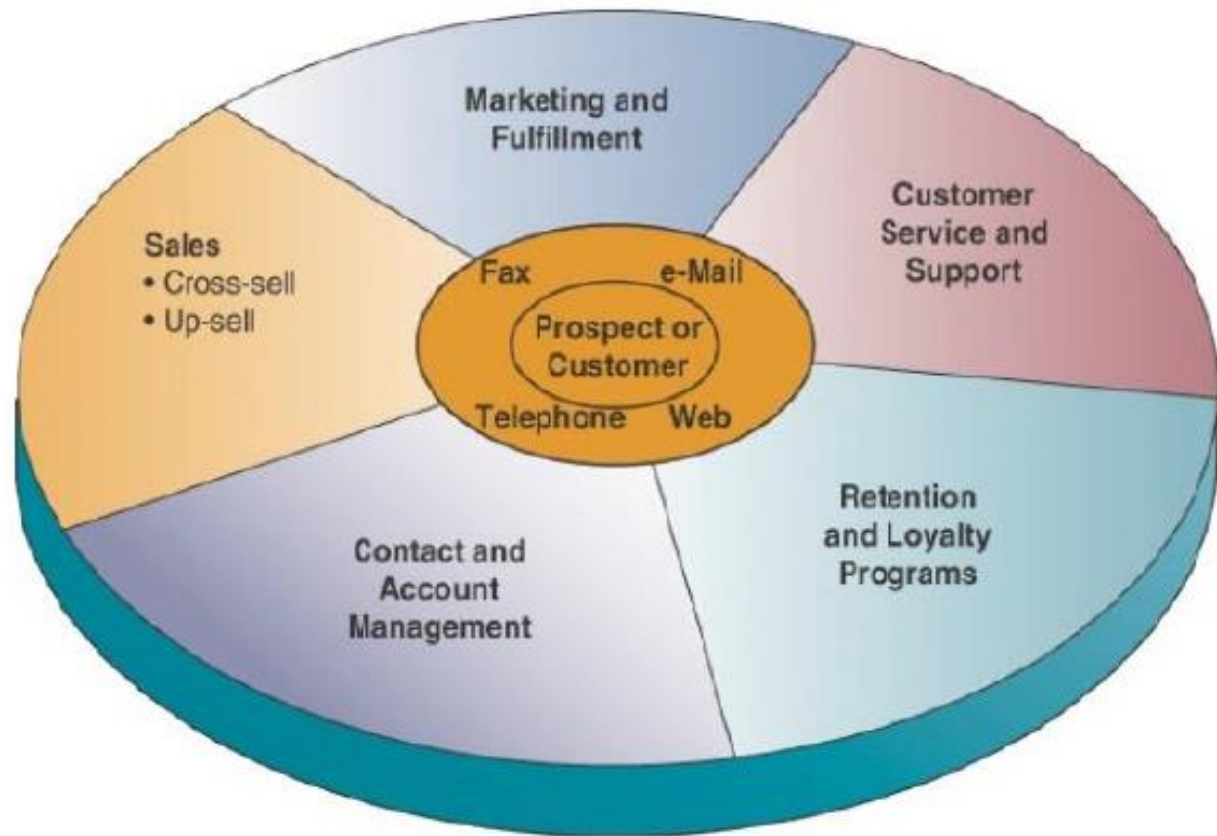 Marketing and
Fulfillment
Customer
Service and
Support
Sales
• Cross-sell
• Up-sell
Fax e-Mail
Prospect or
Customer
Telephone Web
Retention
and Loyalty
Programs
Contact and
Account
Management